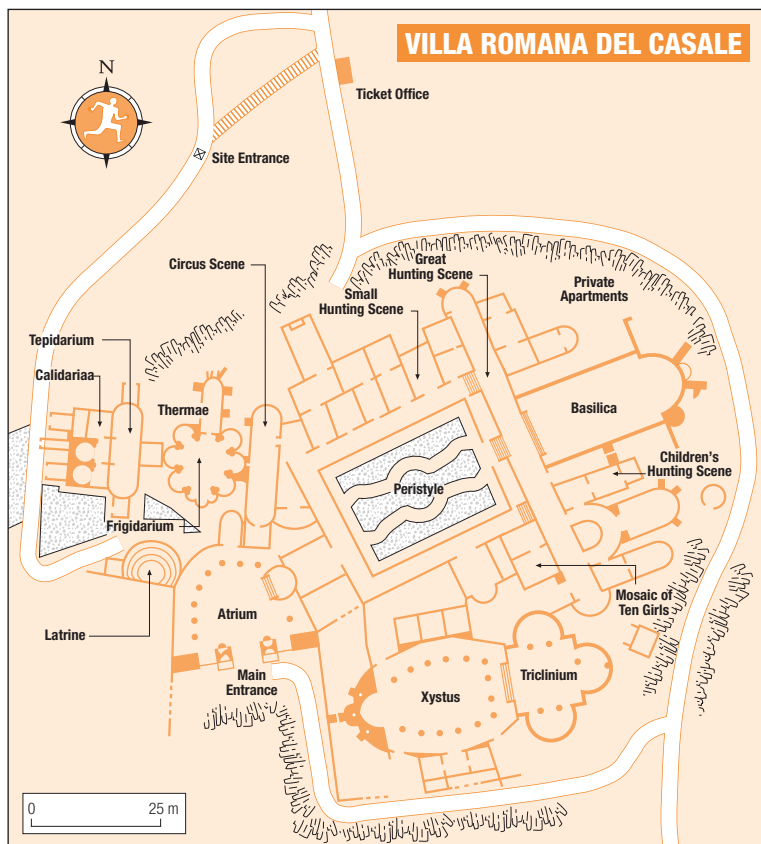 VILLA ROMANA DEL CASALE
N
Ticket Office
Site Entrance
Circus Scene
Great
Hunting Scene
Small
Hunting Scene
Private
Apartments
Tepidarium
Calidariaa
Thermae
Basilica
Children's
Hunting Scene
Peristyle
Frigidarium
Mosaic of
Ten Girls
Latrine
Atrium
Main
Entrance
Xystus
Triclinium
0 25 m